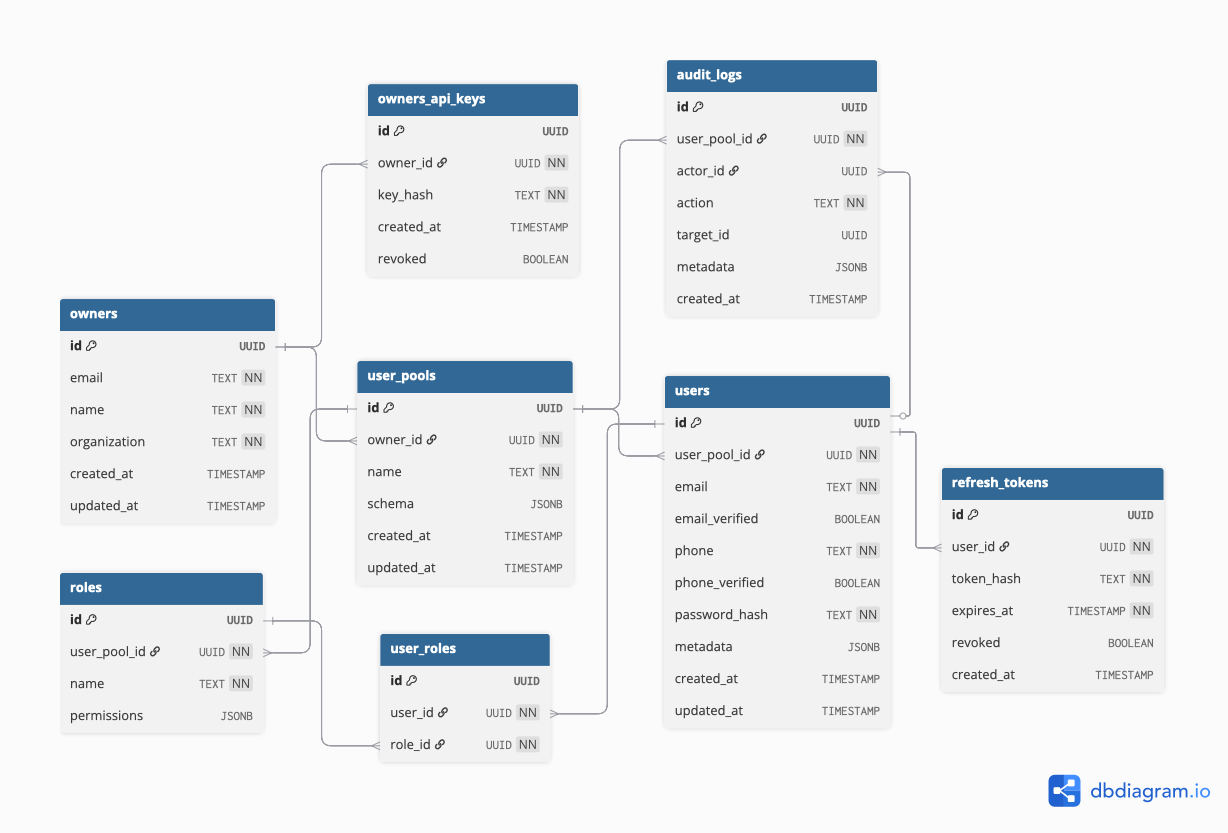 owners_api_keys
id UUID
owner_id UUID NN
key_hash TEXT NN
created_at TIMESTAMP
revoked BOOLEAN
audit_logs
id UUID
user_pool_id UUID NN
actor_id UUID
action TEXT NN
target_id UUID
metadata JSONB
created_at TIMESTAMP
owners
id UUID
email TEXT NN
name TEXT NN
organization TEXT NN
created_at TIMESTAMP
updated_at TIMESTAMP
user_pools
id UUID
owner_id UUID NN
name TEXT NN
schema JSONB
created_at TIMESTAMP
updated_at TIMESTAMP
users
id UUID
user_pool_id UUID NN
email TEXT NN
email_verified BOOLEAN
phone TEXT NN
phone_verified BOOLEAN
password_hash TEXT NN
metadata JSONB
created_at TIMESTAMP
updated_at TIMESTAMP
refresh_tokens
id UUID
user_id UUID NN
token_hash TEXT NN
expires_at TIMESTAMP NN
revoked BOOLEAN
created_at TIMESTAMP
roles
id UUID
user_pool_id UUID NN
name TEXT NN
permissions JSONB
user_roles
id UUID
user_id UUID NN
role_id UUID NN
dbdiagram.io